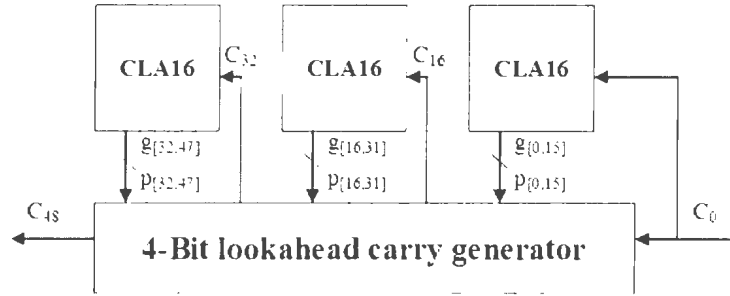 C32 C16
CLA16 CLA16 CLA16
g[32,47] g[16,31] g[0,15]
p[32,47] p[16,31] p[0,15]
C48 C0
4-Bit lookahead carry generator